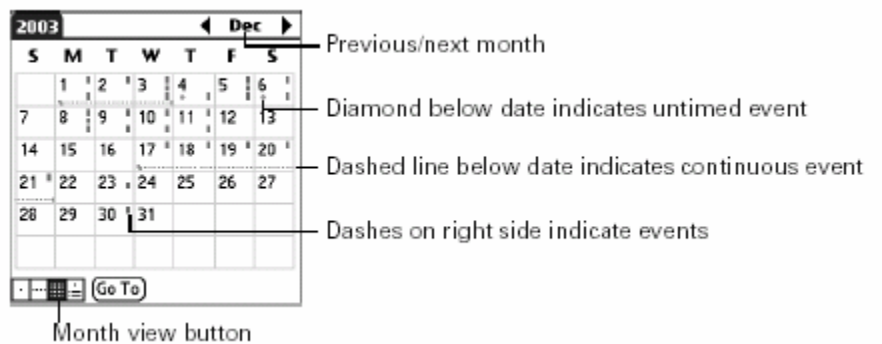 2003 Dec
S M T W T F S
1 2 3 4 5 6
7 8 9 10 11 12 13
14 15 16 17 18 19 20
21 22 23 24 25 26 27
28 29 30 31
Go To
Previous/next month
Diamond below date indicates untimed event
Dashed line below date indicates continuous event
Dashes on right side indicate events
Month view button